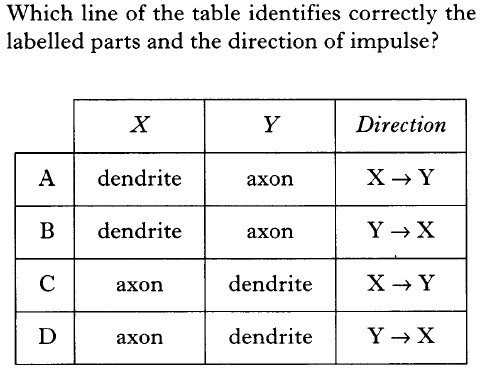 Which line of the table identifies correctly the
labelled parts and the direction of impulse?
X Y Direction
A dendrite axon X → Y
B dendrite axon Y → X
C axon dendrite X → Y
D axon dendrite Y → X